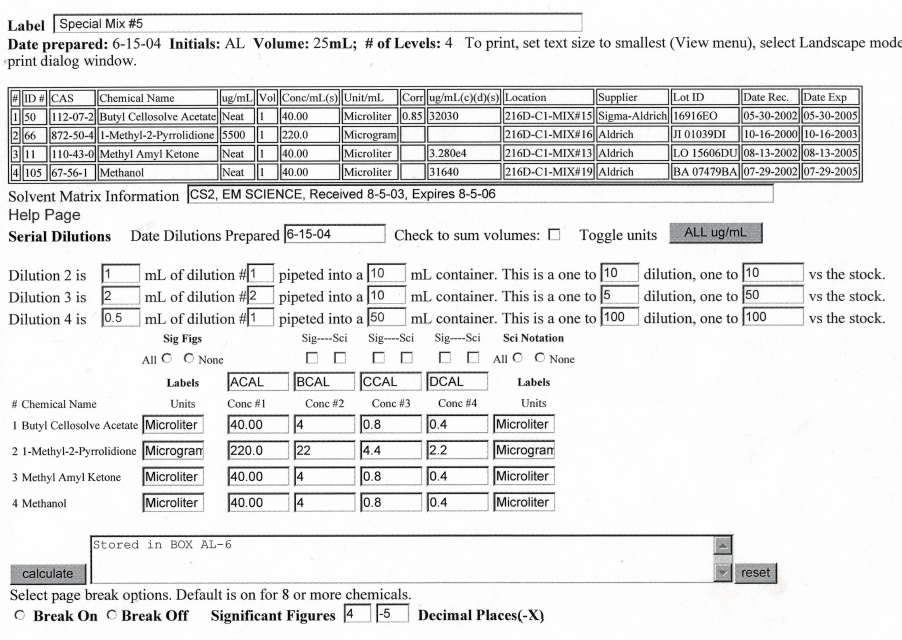 Label Special Mix #5
Date prepared: 6-15-04 Initials: AL Volume: 25mL; # of Levels: 4 To print, set text size to smallest (View menu), select Landscape mode
print dialog window.
# ID # CAS Chemical Name ug/mL Vol Conc/mL(s) Unit/mL Corr ug/mL(c)(d)(s) Location Supplier Lot ID Date Rec. Date Exp
1 50 112-07-2 Butyl Cellosolve Acetate Neat 1 40.00 Microliter 0.85 32030 216D-C1-MIX#15 Sigma-Aldrich 16916EO 05-30-2002 05-30-2005
2 66 872-50-4 1-Methyl-2-Pyrrolidione 5500 1 220.0 Microgram 216D-C1-MIX#16 Aldrich JI 01039DI 10-16-2000 10-16-2003
3 11 110-43-0 Methyl Amyl Ketone Neat 1 40.00 Microliter 3.280e4 216D-C1-MIX#13 Aldrich LO 15606DU 08-13-2002 08-13-2005
4 105 67-56-1 Methanol Neat 1 40.00 Microliter 31640 216D-C1-MIX#19 Aldrich BA 07479BA 07-29-2002 07-29-2005
Solvent Matrix Information CS2, EM SCIENCE, Received 8-5-03, Expires 8-5-06
Help Page
Serial Dilutions Date Dilutions Prepared 6-15-04 Check to sum volumes: Toggle units ALL ug/mL
Dilution 2 is 1 mL of dilution #1 pipeted into a 10 mL container. This is a one to 10 dilution, one to 10 vs the stock.
Dilution 3 is 2 mL of dilution #2 pipeted into a 10 mL container. This is a one to 5 dilution, one to 50 vs the stock.
Dilution 4 is 0.5 mL of dilution #1 pipeted into a 50 mL container. This is a one to 100 dilution, one to 100 vs the stock.
Sig Figs Sig----Sci Sig----Sci Sig----Sci Sci Notation
All None All None
Labels ACAL BCAL CCAL DCAL Labels
# Chemical Name Units Conc #1 Conc #2 Conc #3 Conc #4 Units
1 Butyl Cellosolve Acetate Microliter 40.00 4 0.8 0.4 Microliter
2 1-Methyl-2-Pyrrolidione Microgram 220.0 22 4.4 2.2 Microgram
3 Methyl Amyl Ketone Microliter 40.00 4 0.8 0.4 Microliter
4 Methanol Microliter 40.00 4 0.8 0.4 Microliter
Stored in BOX AL-6
calculate reset
Select page break options. Default is on for 8 or more chemicals.
Break On Break Off Significant Figures 4 -5 Decimal Places(-X)